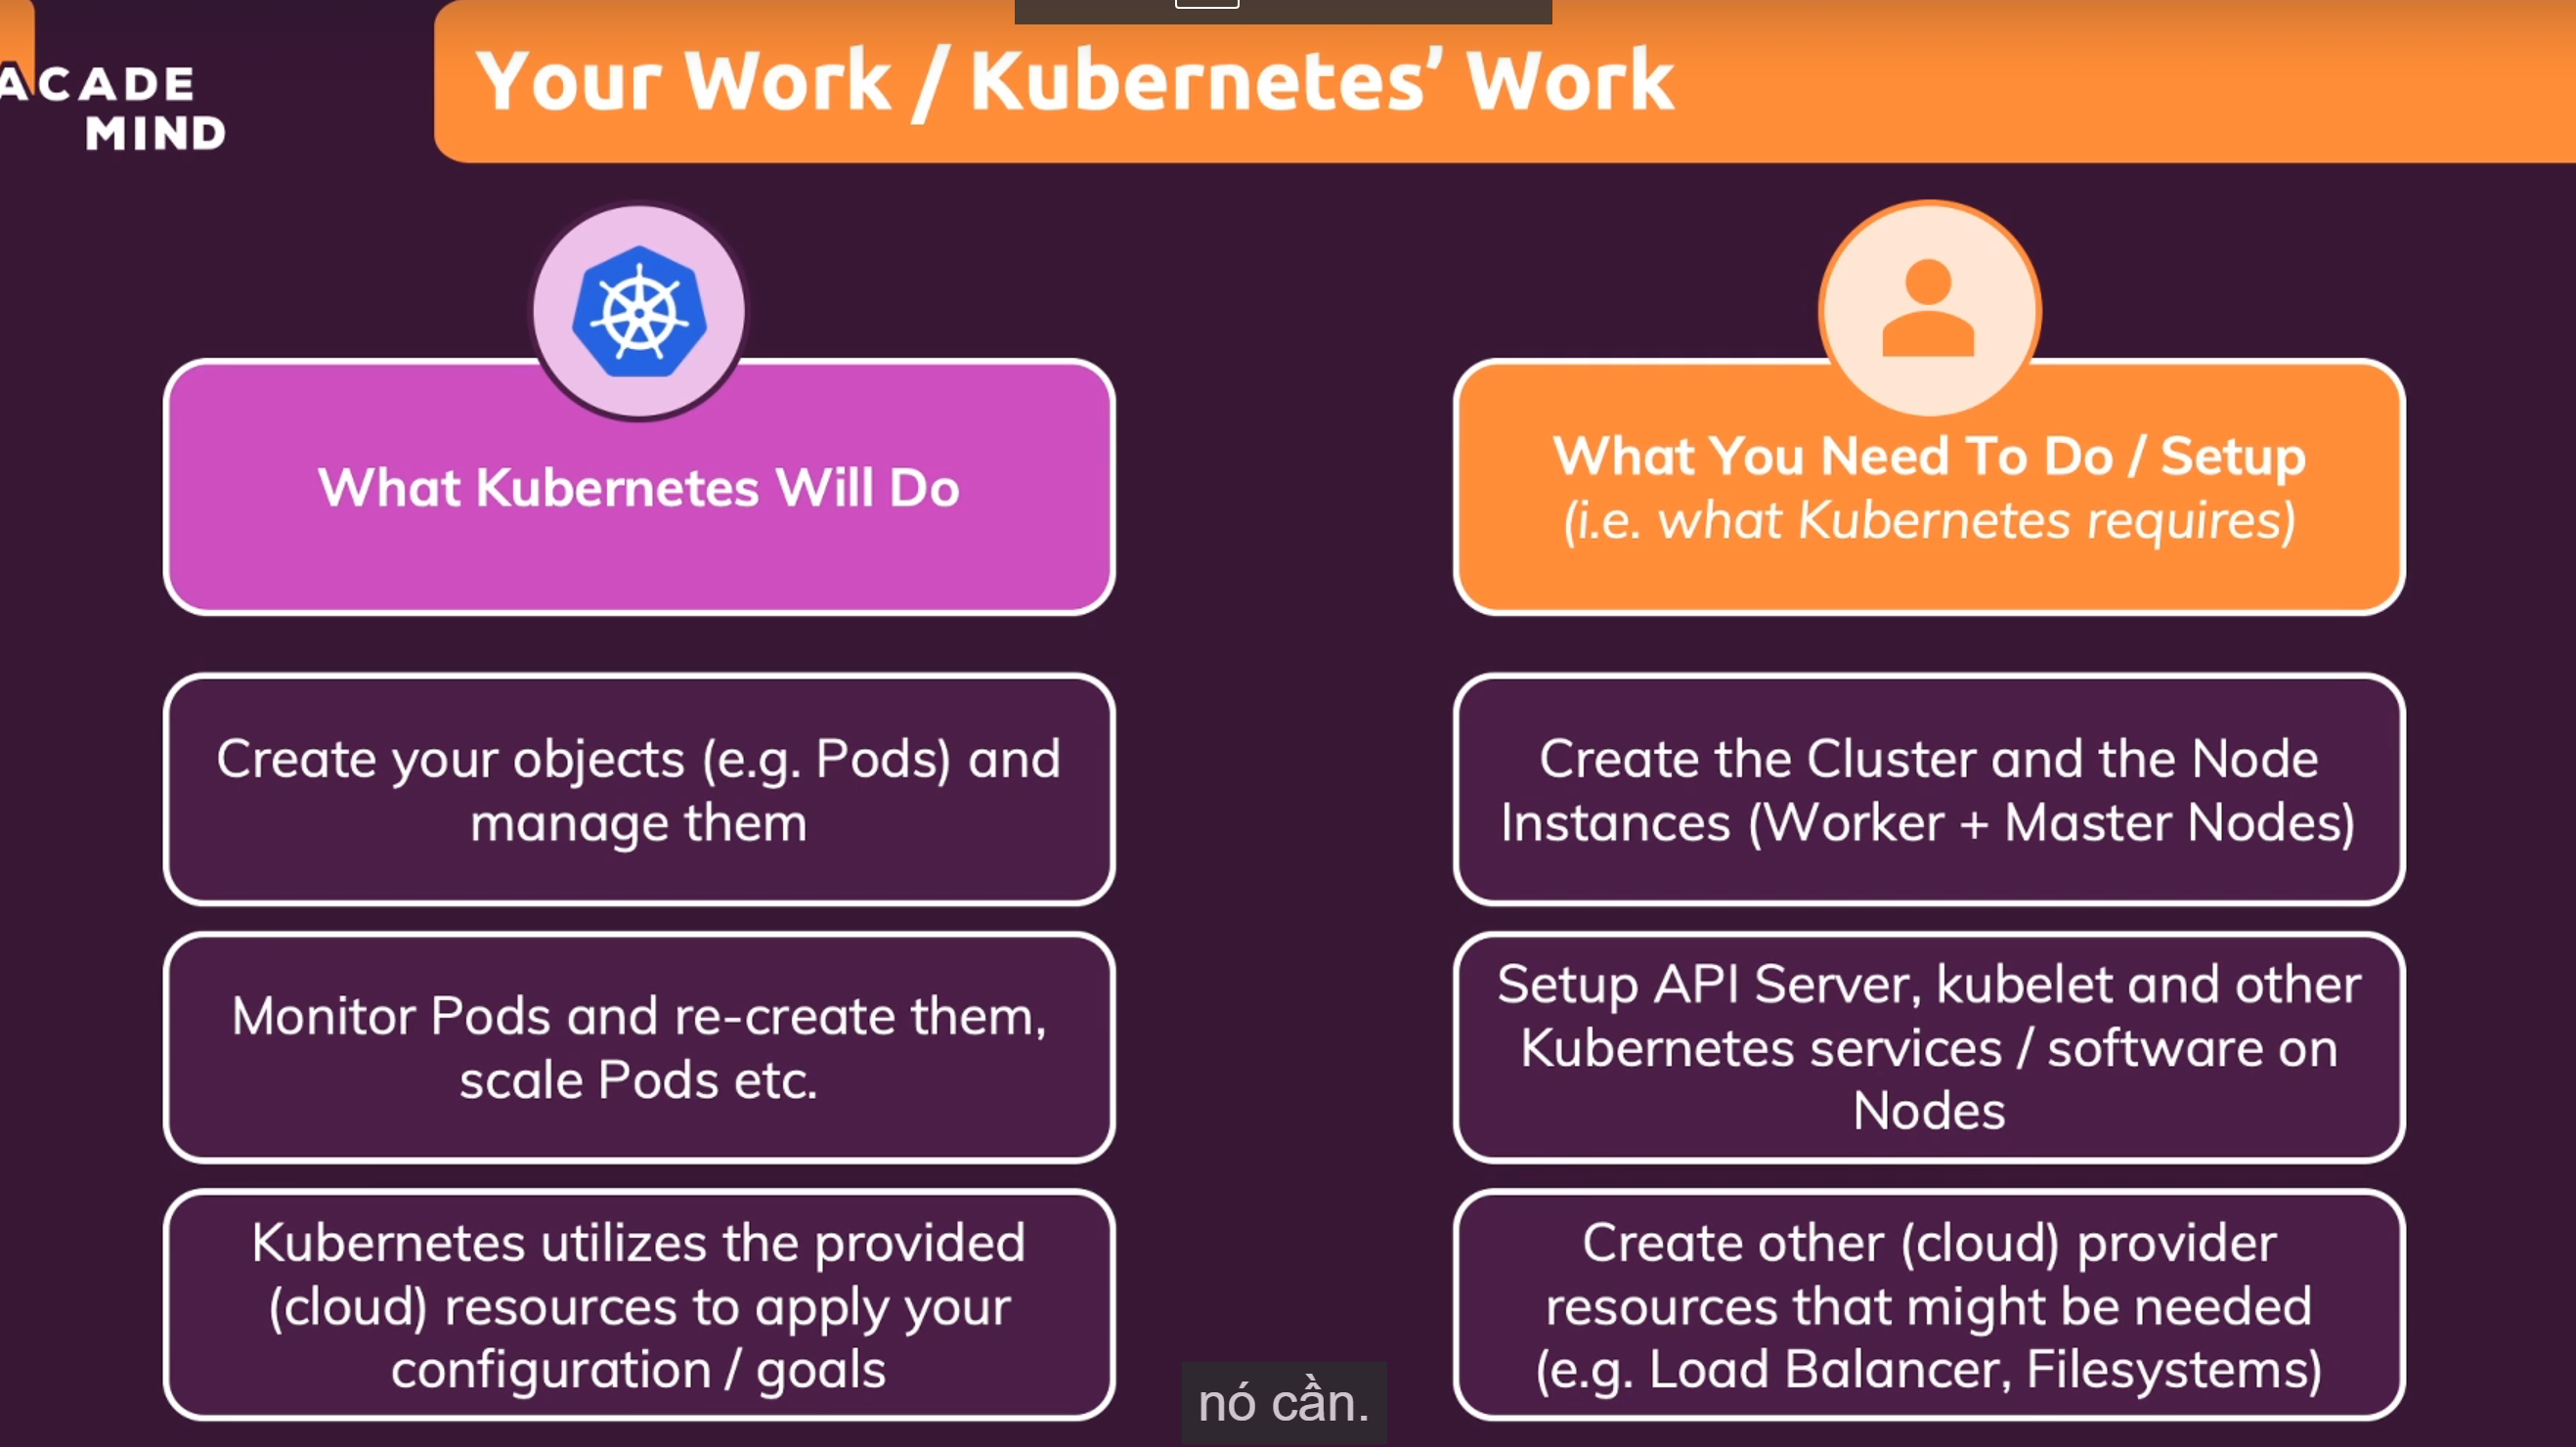 ACADE
MIND
Your Work / Kubernetes’ Work
What Kubernetes Will Do
Create your objects (e.g. Pods) and
manage them
Monitor Pods and re-create them,
scale Pods etc.
Kubernetes utilizes the provided
(cloud) resources to apply your
configuration / goals
What You Need To Do / Setup
(i.e. what Kubernetes requires)
Create the Cluster and the Node
Instances (Worker + Master Nodes)
Setup API Server, kubelet and other
Kubernetes services / software on
Nodes
Create other (cloud) provider
resources that might be needed
(e.g. Load Balancer, Filesystems)
nó cần.